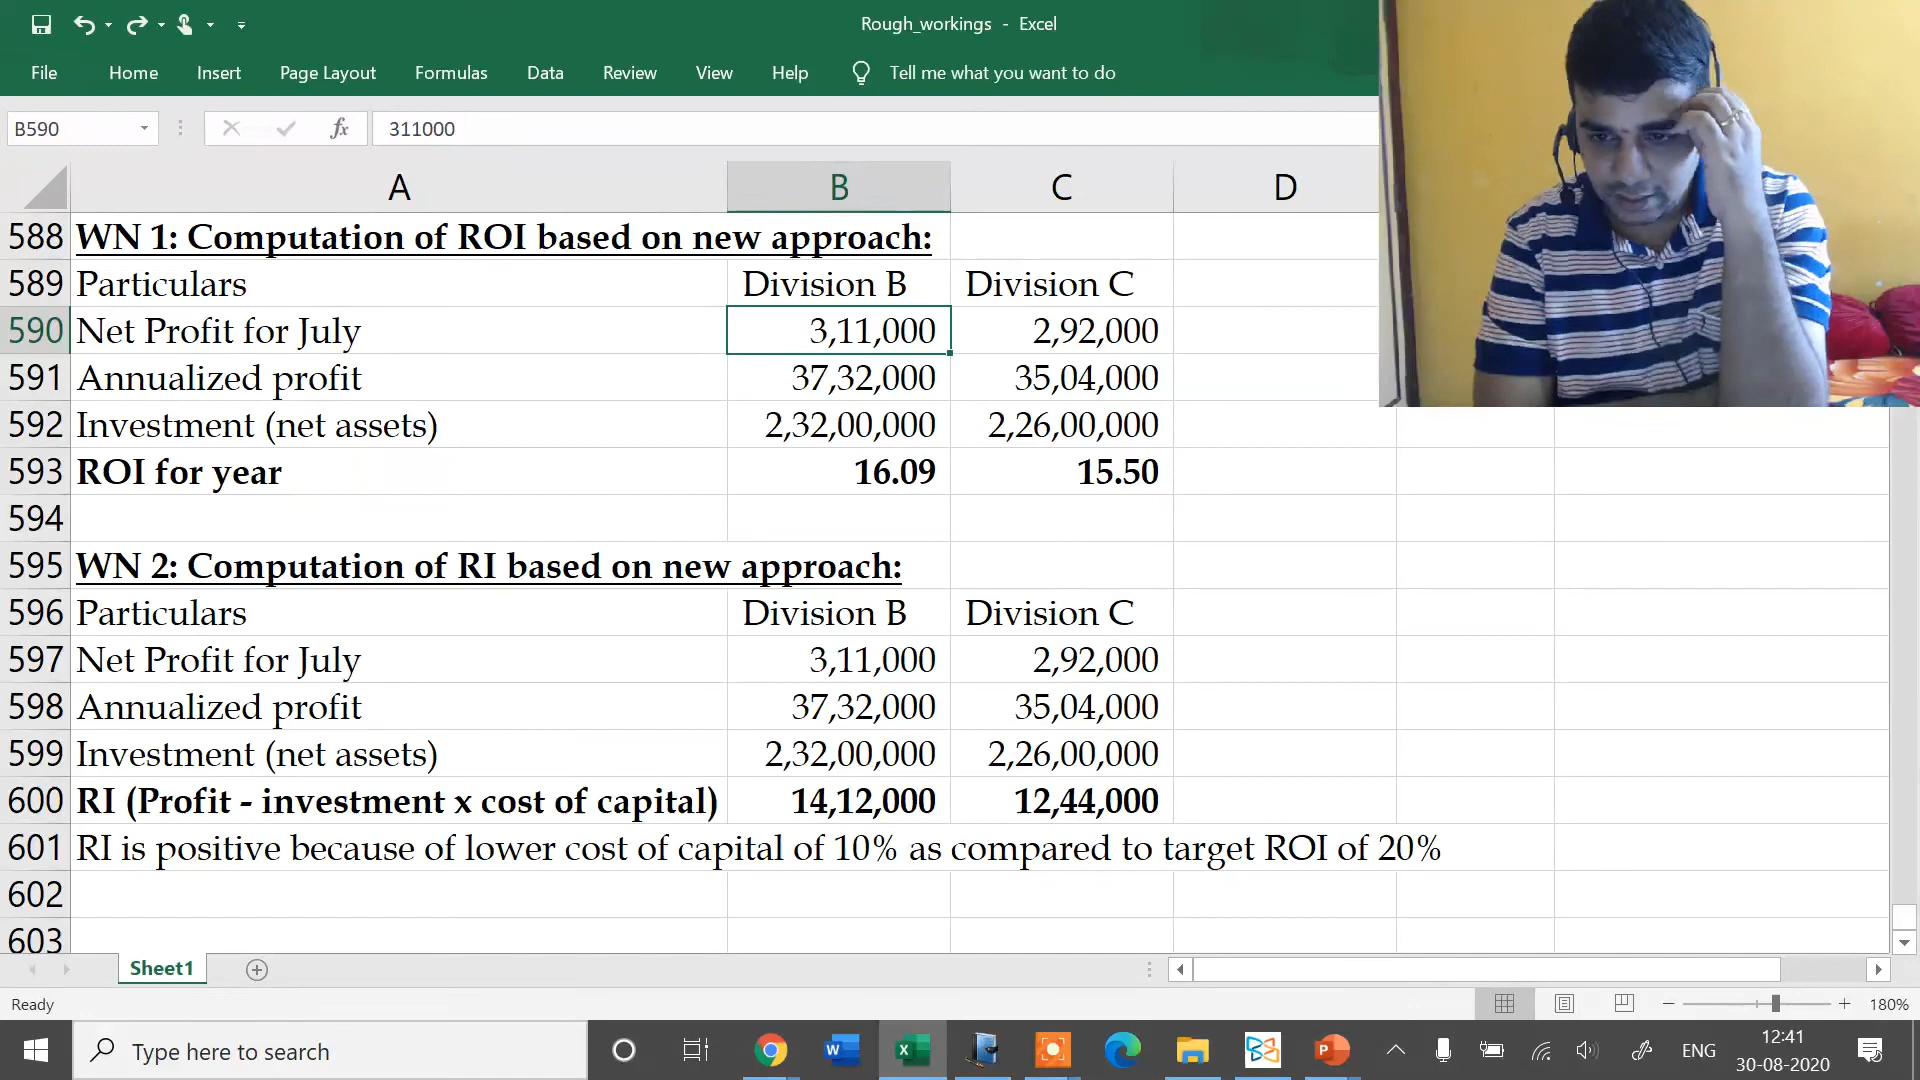 Rough_workings - Excel
File Home Insert Page Layout Formulas Data Review View Help Tell me what you want to do
B590 fx 311000
A B C D
588 WN 1: Computation of ROI based on new approach:
589 Particulars Division B Division C
590 Net Profit for July 3,11,000 2,92,000
591 Annualized profit 37,32,000 35,04,000
592 Investment (net assets) 2,32,00,000 2,26,00,000
593 ROI for year 16.09 15.50
594
595 WN 2: Computation of RI based on new approach:
596 Particulars Division B Division C
597 Net Profit for July 3,11,000 2,92,000
598 Annualized profit 37,32,000 35,04,000
599 Investment (net assets) 2,32,00,000 2,26,00,000
600 RI (Profit - investment x cost of capital) 14,12,000 12,44,000
601 RI is positive because of lower cost of capital of 10% as compared to target ROI of 20%
602
603
Sheet1
Ready 180%
Type here to search W X P ENG 12:41
30-08-2020